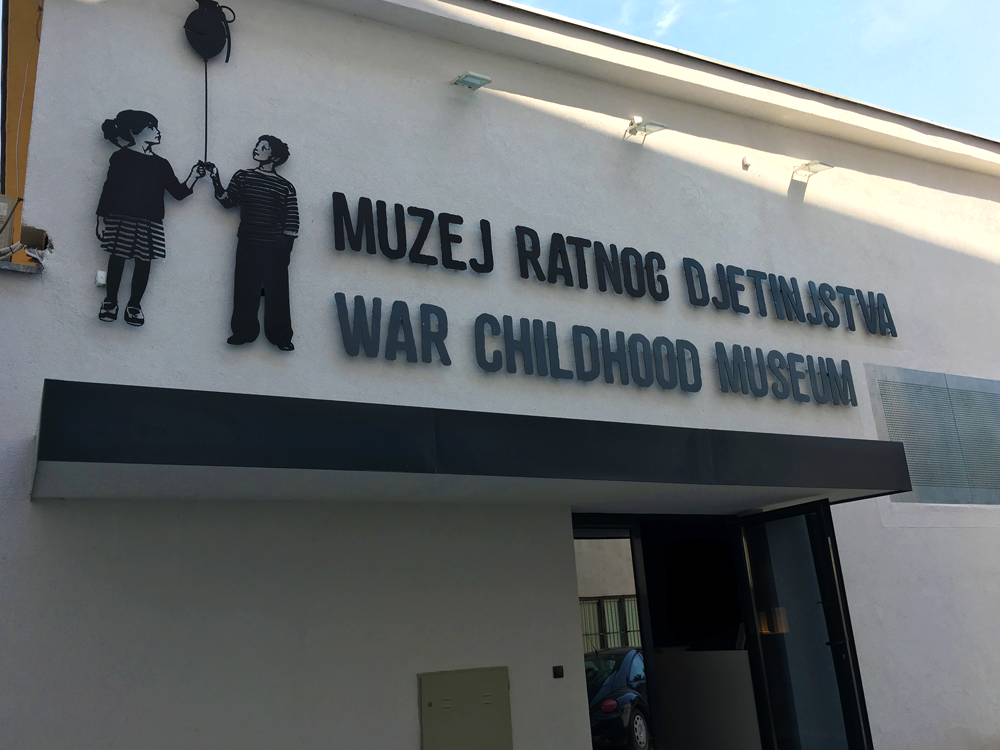 MUZEJ RATNOG DJETINJSTVA
WAR CHILDHOOD MUSEUM